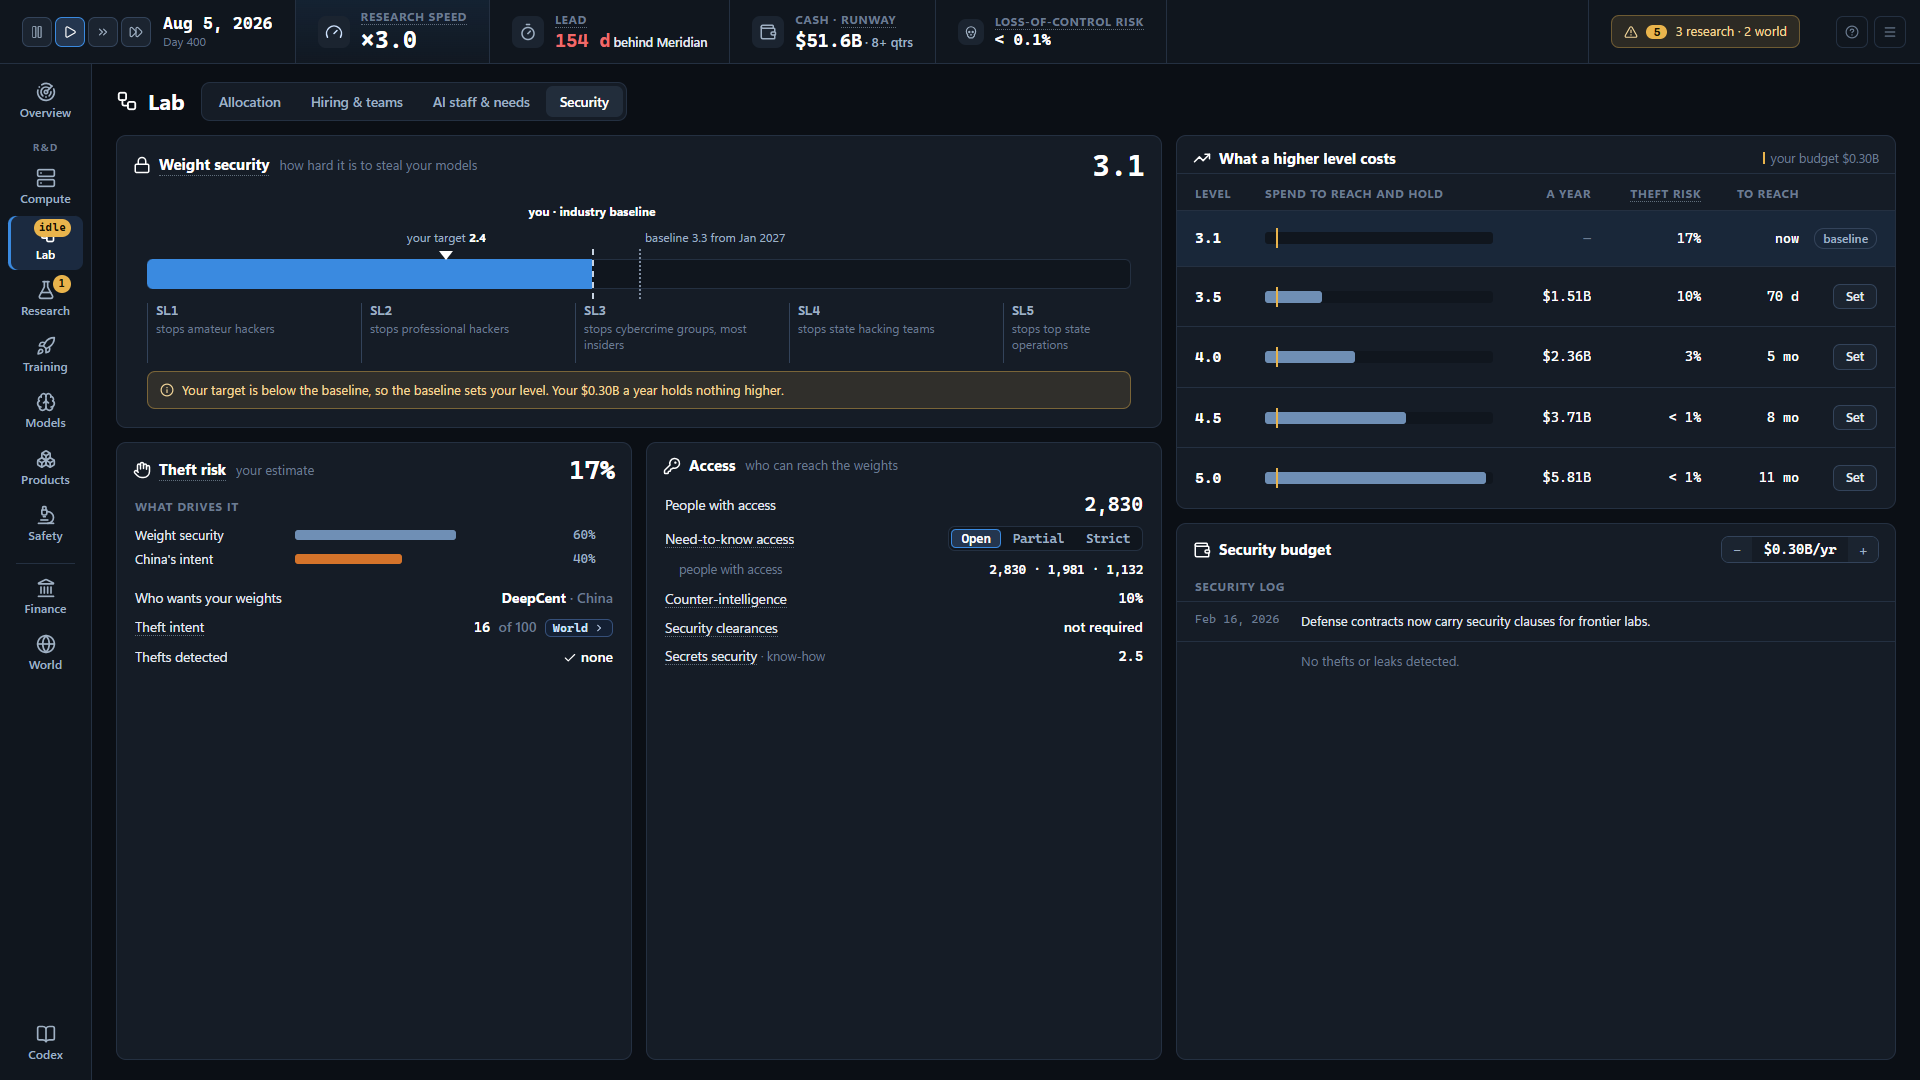 Aug 5, 2026
Day 400
RESEARCH SPEED
×3.0
LEAD
154 d behind Meridian
CASH · RUNWAY
$51.6B · 8+ qtrs
LOSS-OF-CONTROL RISK
< 0.1%
5 3 research · 2 world
Overview
R&D
Compute
idle
Lab
1
Research
Training
Models
Products
Safety
Finance
World
Codex
Lab
Allocation
Hiring & teams
AI staff & needs
Security
Weight security how hard it is to steal your models
3.1
you · industry baseline
your target 2.4
baseline 3.3 from Jan 2027
SL1
stops amateur hackers
SL2
stops professional hackers
SL3
stops cybercrime groups, most
insiders
SL4
stops state hacking teams
SL5
stops top state
operations
Your target is below the baseline, so the baseline sets your level. Your $0.30B a year holds nothing higher.
Theft risk your estimate
17%
WHAT DRIVES IT
Weight security 60%
China's intent 40%
Who wants your weights DeepCent · China
Theft intent 16 of 100 World >
Thefts detected none
Access who can reach the weights
People with access 2,830
Need-to-know access Open Partial Strict
people with access 2,830 · 1,981 · 1,132
Counter-intelligence 10%
Security clearances not required
Secrets security · know-how 2.5
What a higher level costs
your budget $0.30B
LEVEL SPEND TO REACH AND HOLD A YEAR THEFT RISK TO REACH
3.1 – 17% now baseline
3.5 $1.51B 10% 70 d Set
4.0 $2.36B 3% 5 mo Set
4.5 $3.71B < 1% 8 mo Set
5.0 $5.81B < 1% 11 mo Set
Security budget
− $0.30B/yr +
SECURITY LOG
Feb 16, 2026 Defense contracts now carry security clauses for frontier labs.
No thefts or leaks detected.